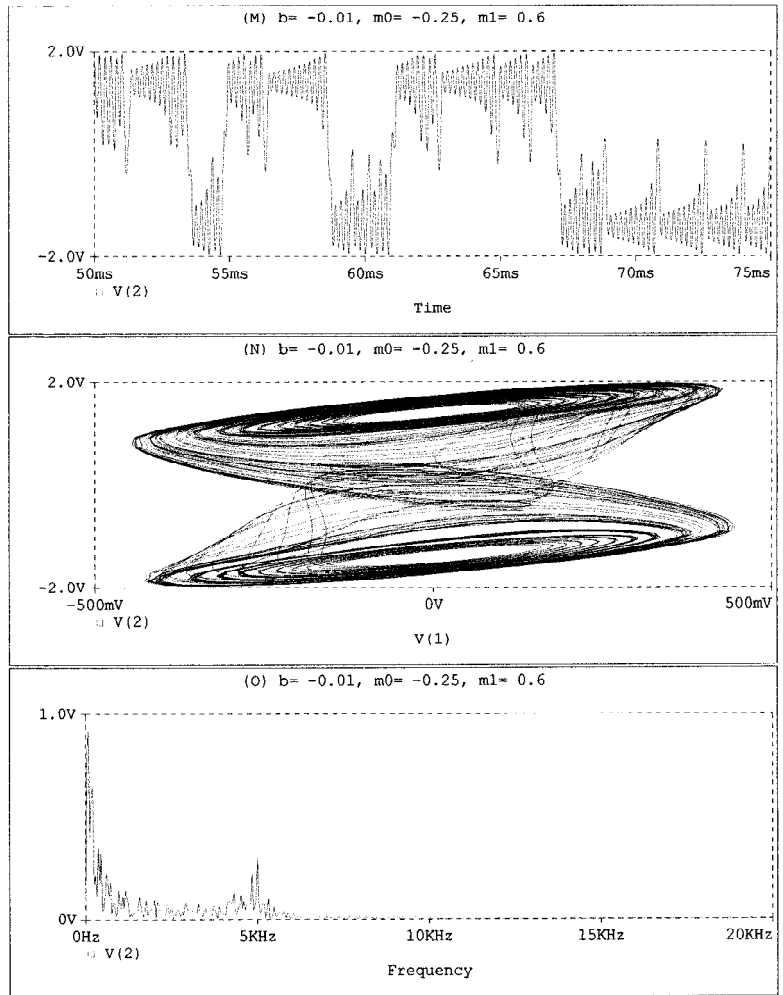 (M) b= -0.01, m0= -0.25, m1= 0.6
2.0V
-2.0V
50ms 55ms 60ms 65ms 70ms 75ms
V(2)
Time
(N) b= -0.01, m0= -0.25, m1= 0.6
2.0V
-2.0V
-500mV 0V 500mV
V(2)
V(1)
(O) b= -0.01, m0= -0.25, m1= 0.6
1.0V
0V
0Hz 5KHz 10KHz 15KHz 20KHz
V(2)
Frequency